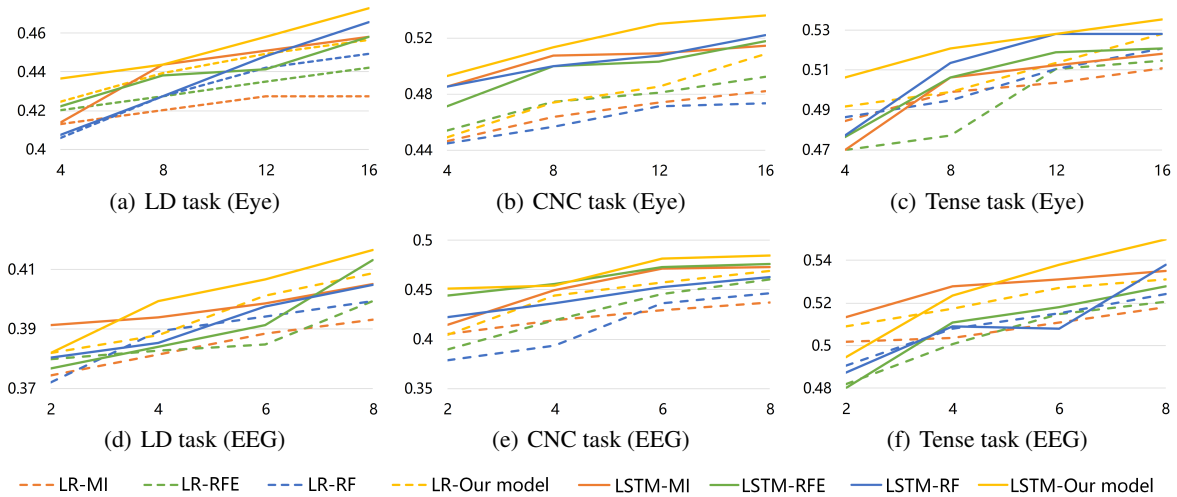 0.46
0.44
0.42
0.4
4 8 12 16
(a) LD task (Eye)
0.52
0.48
0.44
4 8 12 16
(b) CNC task (Eye)
0.53
0.51
0.49
0.47
4 8 12 16
(c) Tense task (Eye)
0.41
0.39
0.37
2 4 6 8
(d) LD task (EEG)
0.5
0.45
0.4
0.35
2 4 6 8
(e) CNC task (EEG)
0.54
0.52
0.5
0.48
2 4 6 8
(f) Tense task (EEG)
LR-MI LR-RFE LR-RF LR-Our model LSTM-MI LSTM-RFE LSTM-RF LSTM-Our model